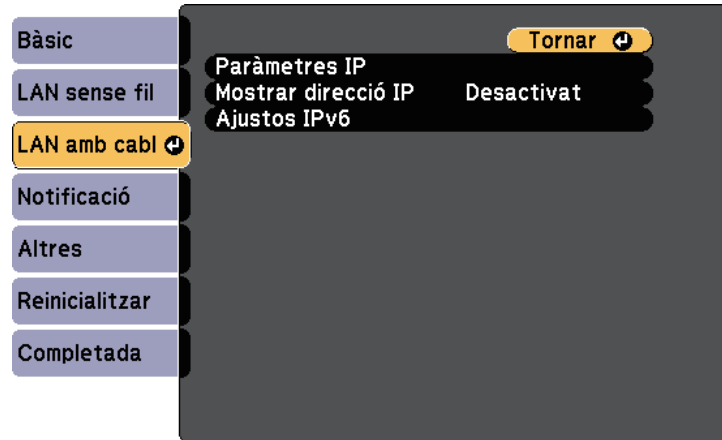 Bàsic
LAN sense fil
LAN amb cabl
Notificació
Altres
Reinicialitzar
Completada
Tornar
Paràmetres IP
Mostrar direcció IP Desactivat
Ajustos IPv6